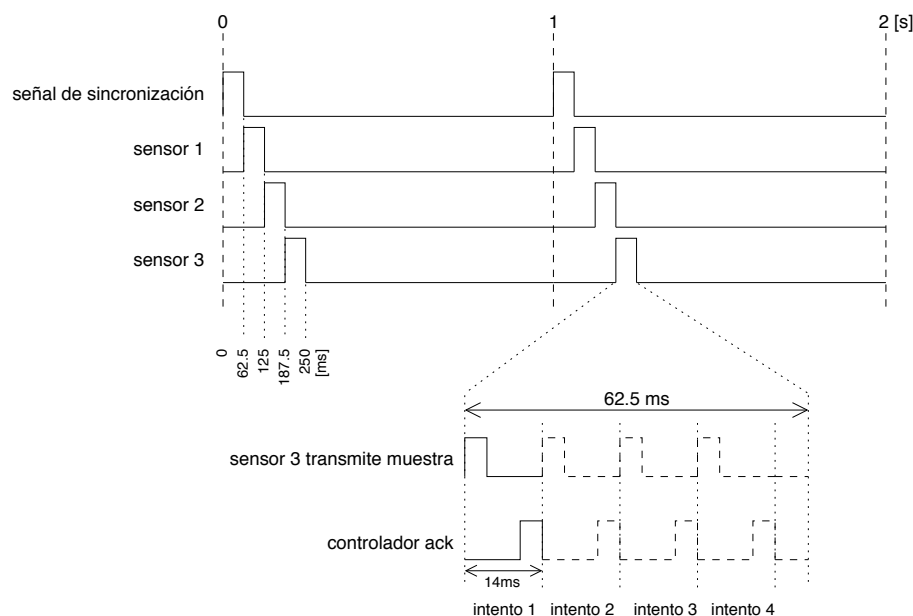 0 1 2 [s]
señal de sincronización
sensor 1
sensor 2
sensor 3
0
62.5
125
187.5
250
[ms]
62.5 ms
sensor 3 transmite muestra
controlador ack
14ms
intento 1 intento 2 intento 3 intento 4